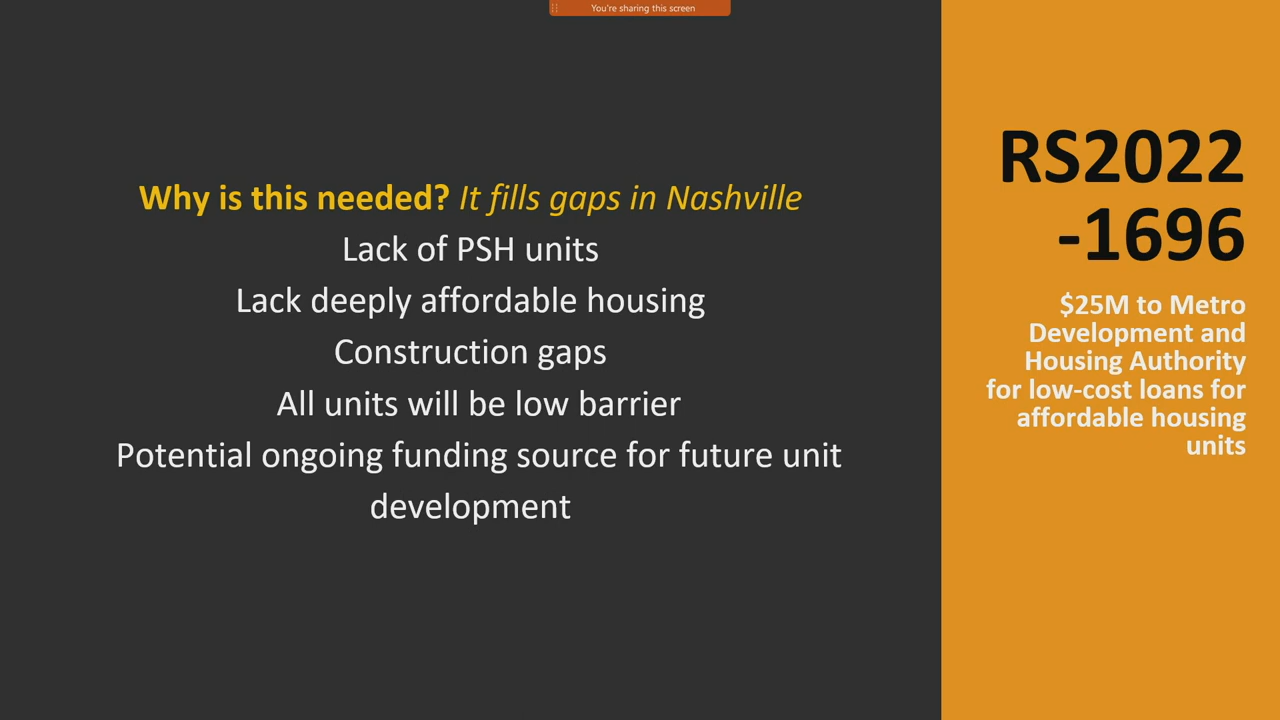 You're sharing this screen
Why is this needed? It fills gaps in Nashville
Lack of PSH units
Lack deeply affordable housing
Construction gaps
All units will be low barrier
Potential ongoing funding source for future unit
development
RS2022
-1696
$25M to Metro
Development and
Housing Authority
for low-cost loans for
affordable housing
units